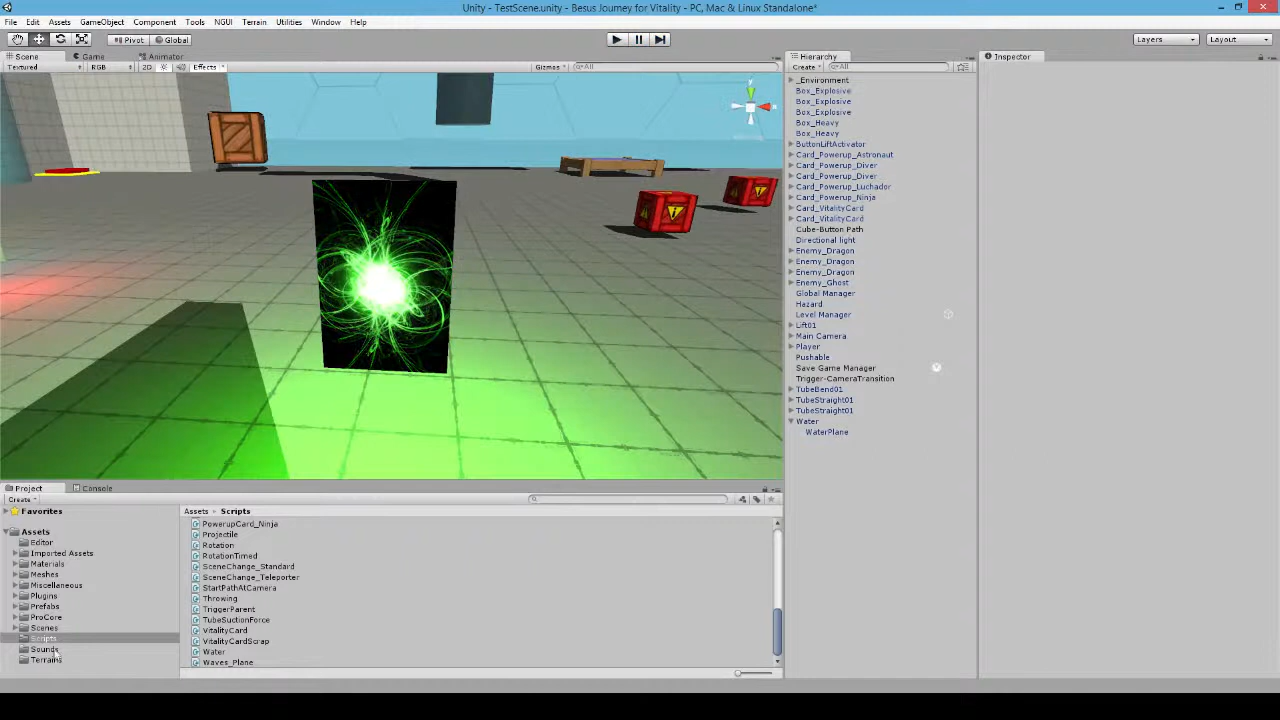 Unity - TestScene.unity - Besus Journey for Vitality - PC, Mac & Linux Standalone*
File Edit Assets GameObject Component Tools NGUI Terrain Utilities Window Help
Pivot Global Layers Layout
Scene Game Animator
Textured RGB 2D Effects Gizmos All
y
x
Hierarchy
Create All
_Environment
Box_Explosive
Box_Explosive
Box_Explosive
Box_Heavy
Box_Heavy
ButtonLiftActivator
Card_Powerup_Astronaut
Card_Powerup_Diver
Card_Powerup_Diver
Card_Powerup_Luchador
Card_Powerup_Ninja
Card_VitalityCard
Card_VitalityCard
Cube-Button Path
Directional light
Enemy_Dragon
Enemy_Dragon
Enemy_Dragon
Enemy_Ghost
Global Manager
Hazard
Level Manager
Lift01
Main Camera
Player
Pushable
Save Game Manager
Trigger-CameraTransition
TubeBend01
TubeStraight01
TubeStraight01
Water
WaterPlane
Inspector
Project Console
Create
Favorites
Assets
Editor
Imported Assets
Materials
Meshes
Miscellaneous
Plugins
Prefabs
ProCore
Scenes
Scripts
Sounds
Terrains
Assets Scripts
PowerupCard_Ninja
Projectile
Rotation
RotationTimed
SceneChange_Standard
SceneChange_Teleporter
StartPathAtCamera
Throwing
TriggerParent
TubeSuctionForce
VitalityCard
VitalityCardScrap
Water
Waves_Plane